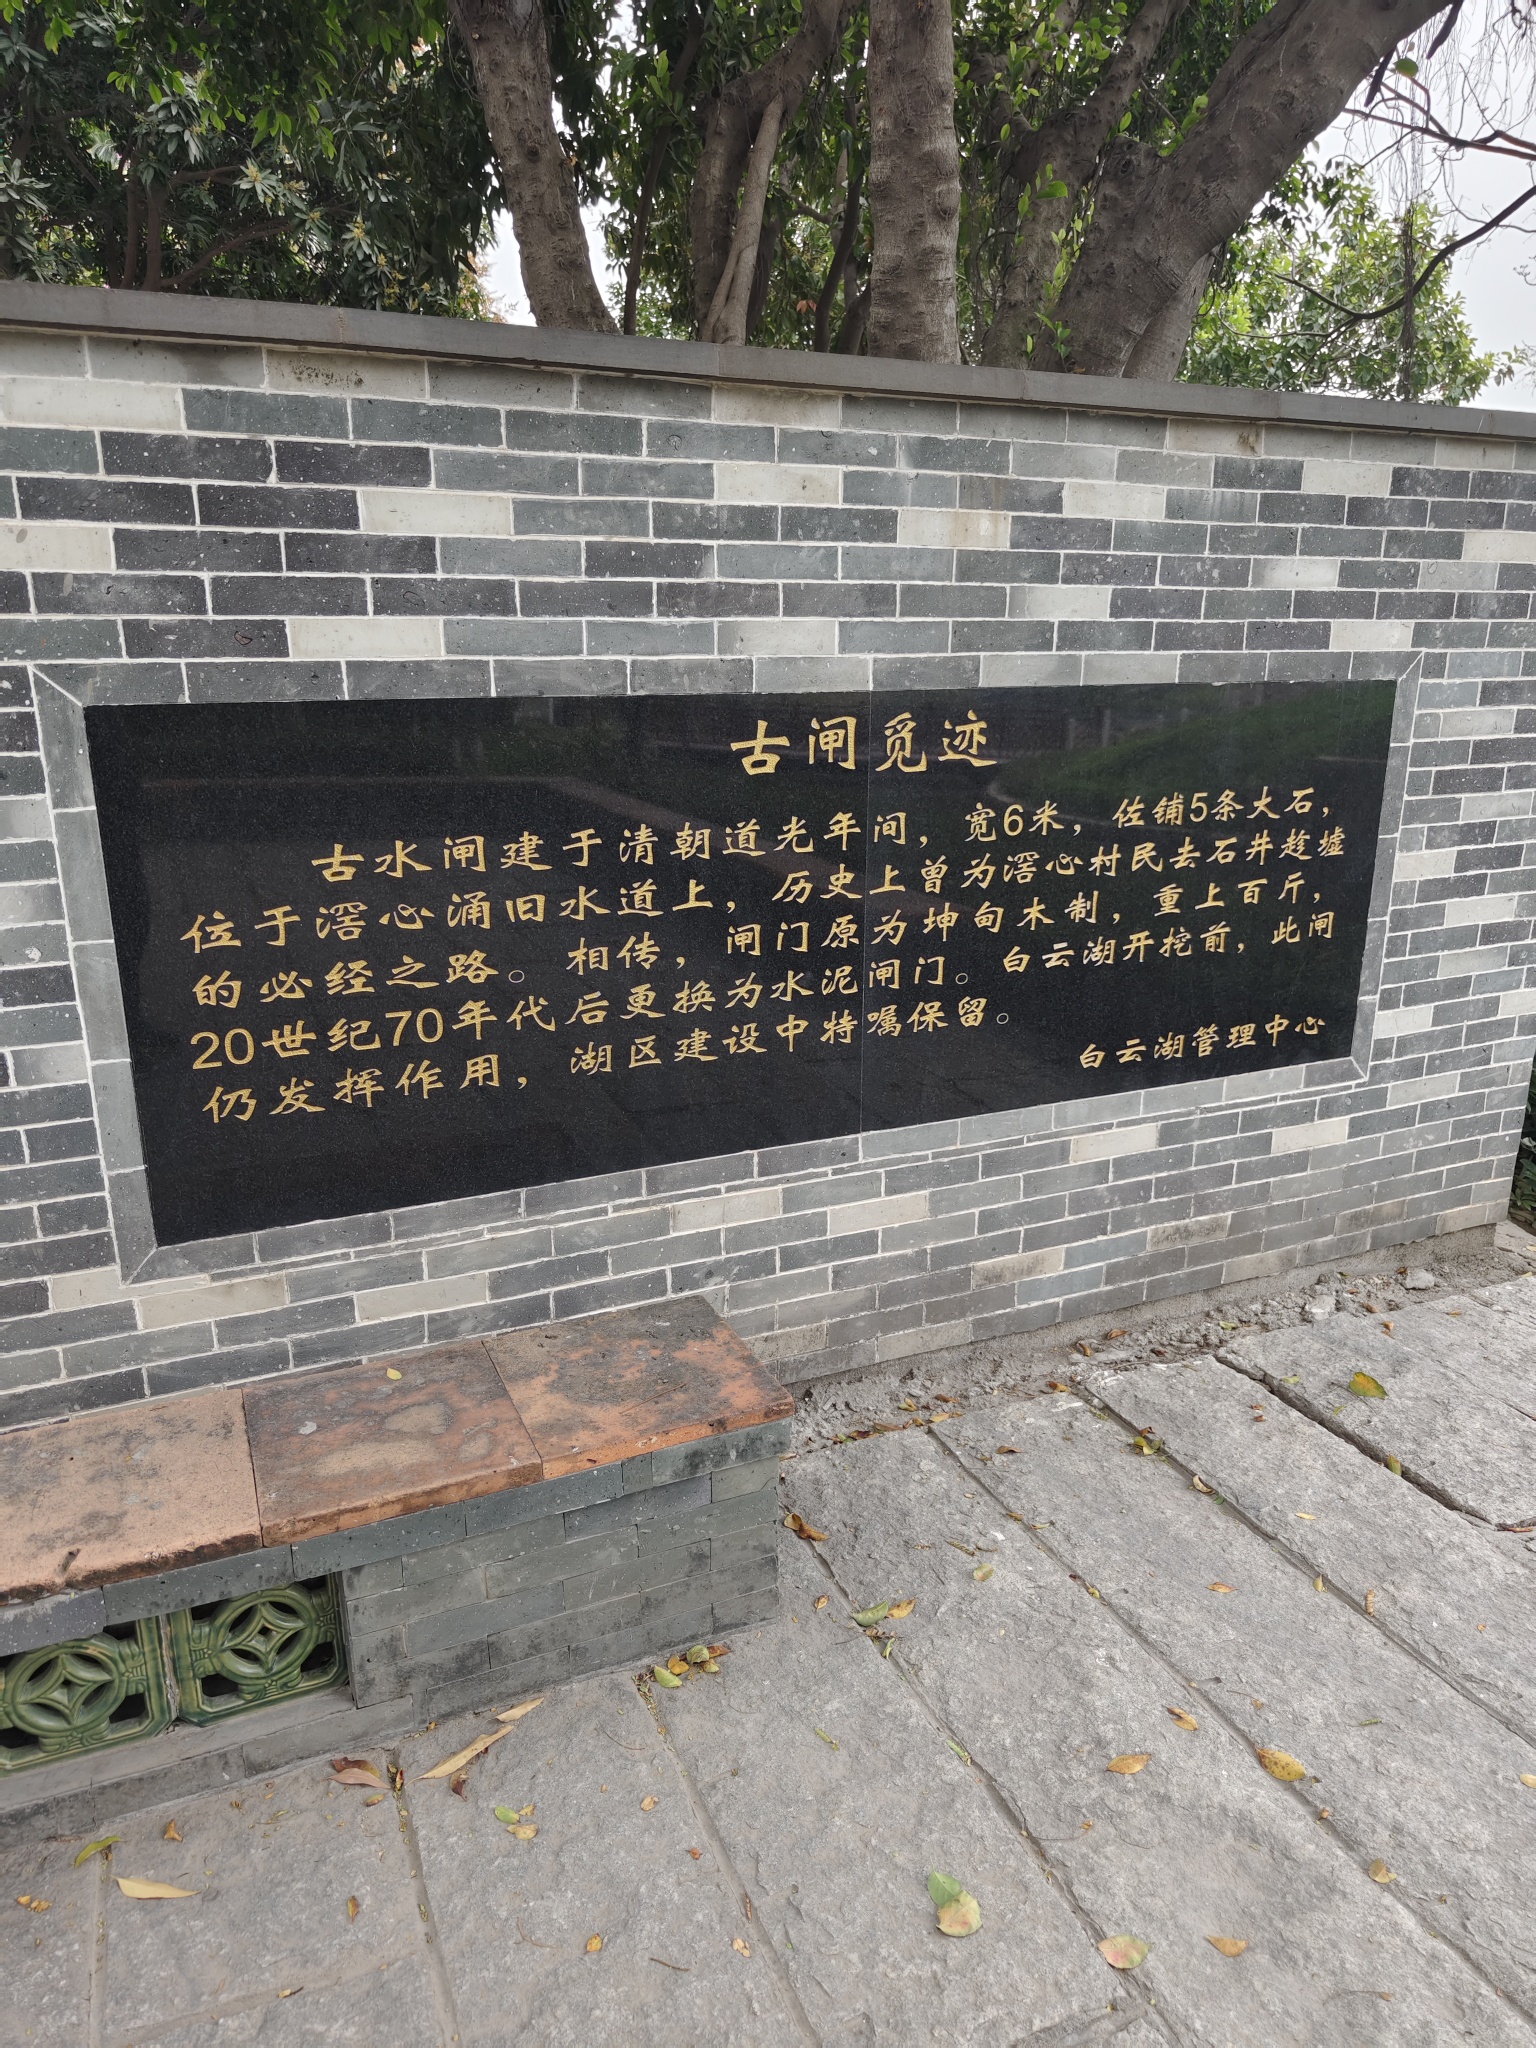 古闸觅迹
古水闸建于清朝道光年间，宽6米，佐铺5条大石，
位于滘心涌旧水道上，历史上曾为滘心村民去石井趁墟
的必经之路。相传，闸门原为坤甸木制，重上百斤，
20世纪70年代后更换为水泥闸门。白云湖开挖前，此闸
仍发挥作用，湖区建设中特嘱保留。
白云湖管理中心